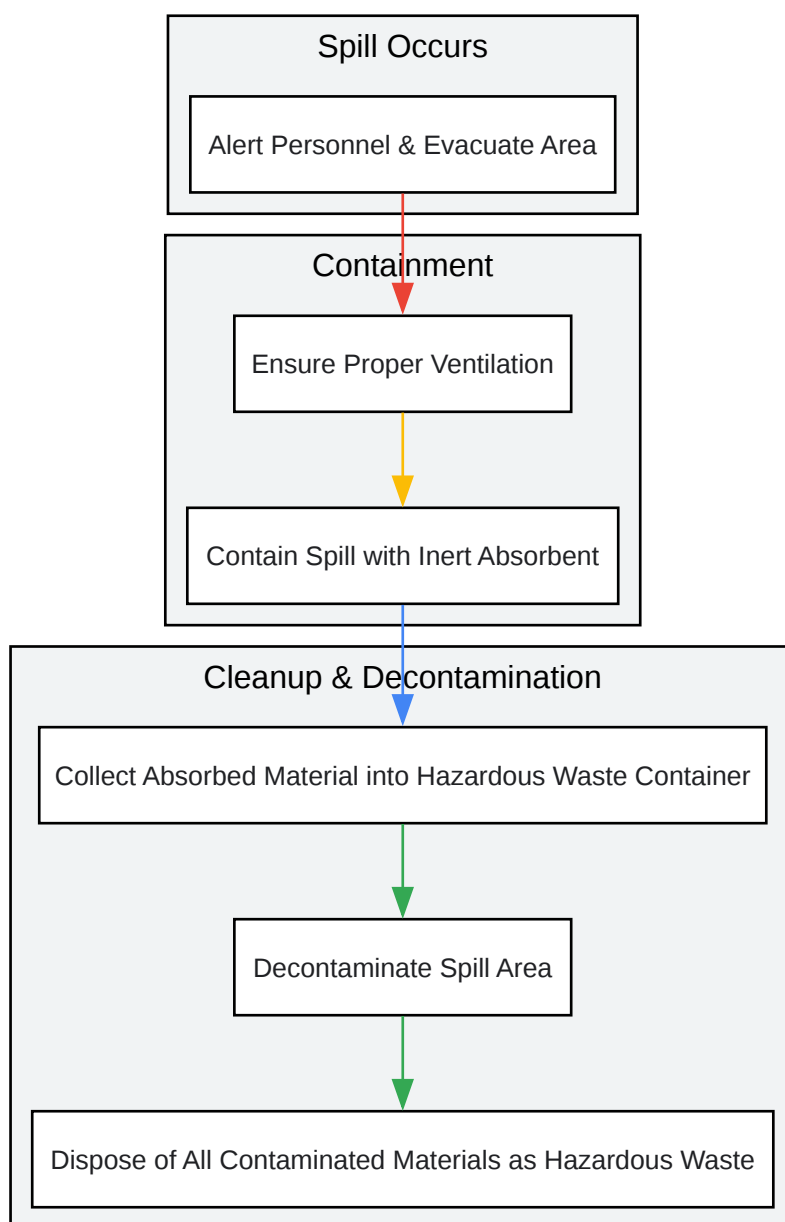 Spill Occurs
Alert Personnel & Evacuate Area
Containment
Ensure Proper Ventilation
Contain Spill with Inert Absorbent
Cleanup & Decontamination
Collect Absorbed Material into Hazardous Waste Container
Decontaminate Spill Area
Dispose of All Contaminated Materials as Hazardous Waste